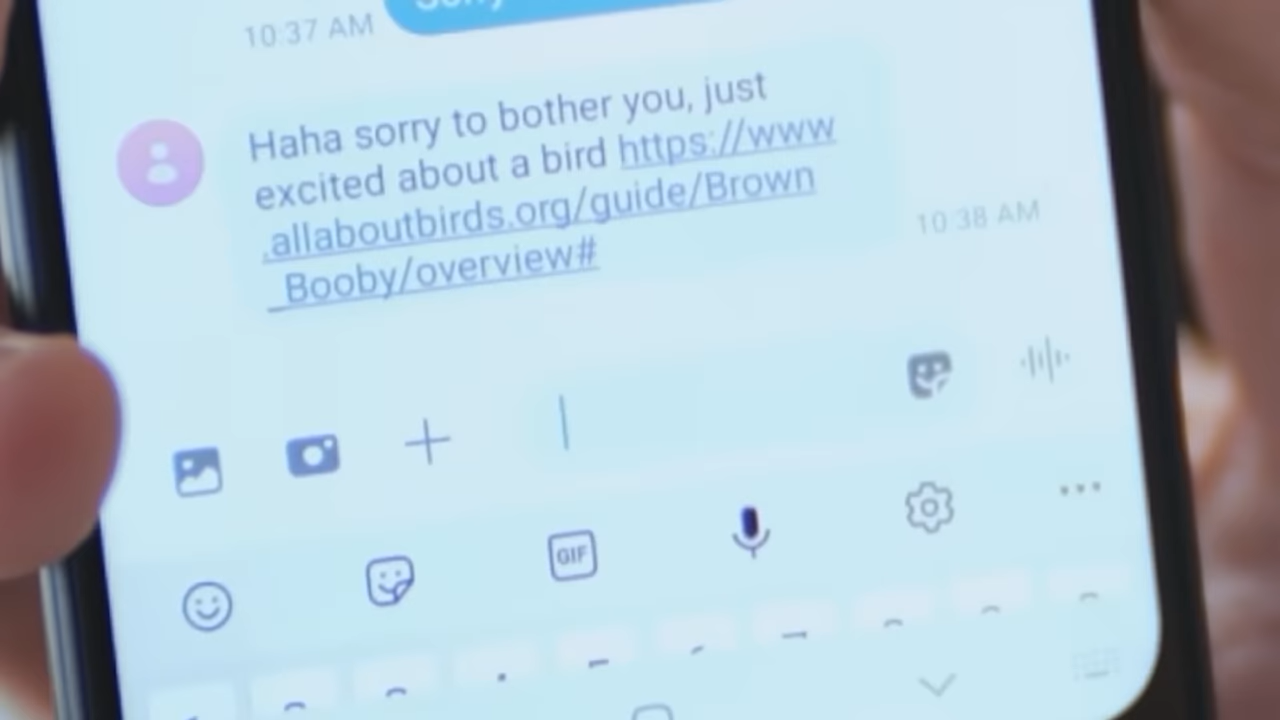 Sorry
10:37 AM
Haha sorry to bother you, just
excited about a bird https://www
.allaboutbirds.org/guide/Brown
_Booby/overview#
10:38 AM
GIF